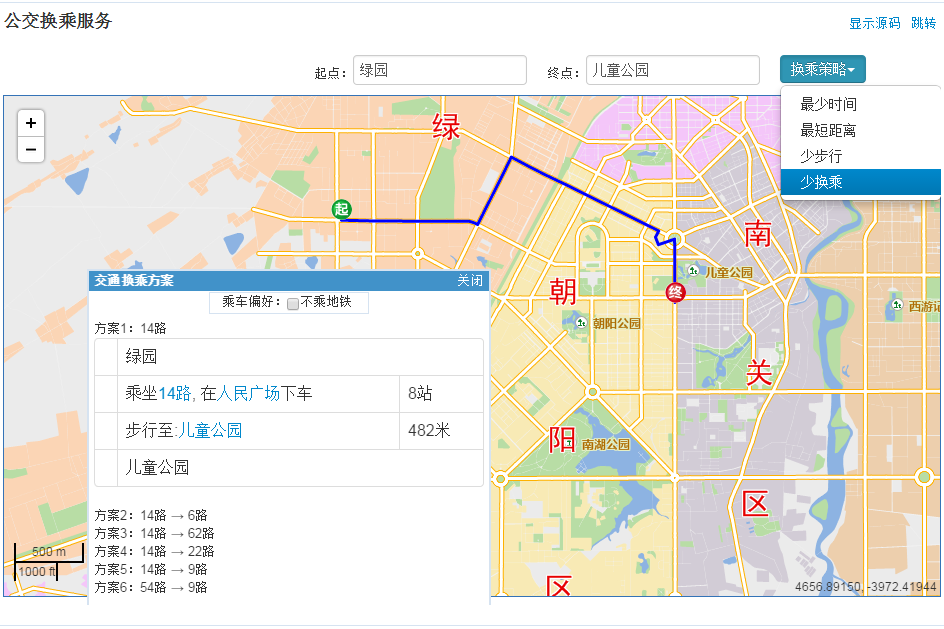 公交换乘服务
显示源码 跳转
起点： 绿园 终点： 儿童公园 换乘策略
最少时间
最短距离
少步行
少换乘
+
−
绿
起
南
儿童公园
终
朝
朝阳公园
西游记
关
阳
南湖公园
区
区
交通换乘方案 关闭
乘车偏好： 不乘地铁
方案1：14路
绿园
乘坐14路, 在人民广场下车 8站
步行至:儿童公园 482米
儿童公园
方案2：14路 → 6路
方案3：14路 → 62路
方案4：14路 → 22路
方案5：14路 → 9路
方案6：54路 → 9路
500 m
1000 ft
4656.89150, -3972.41944